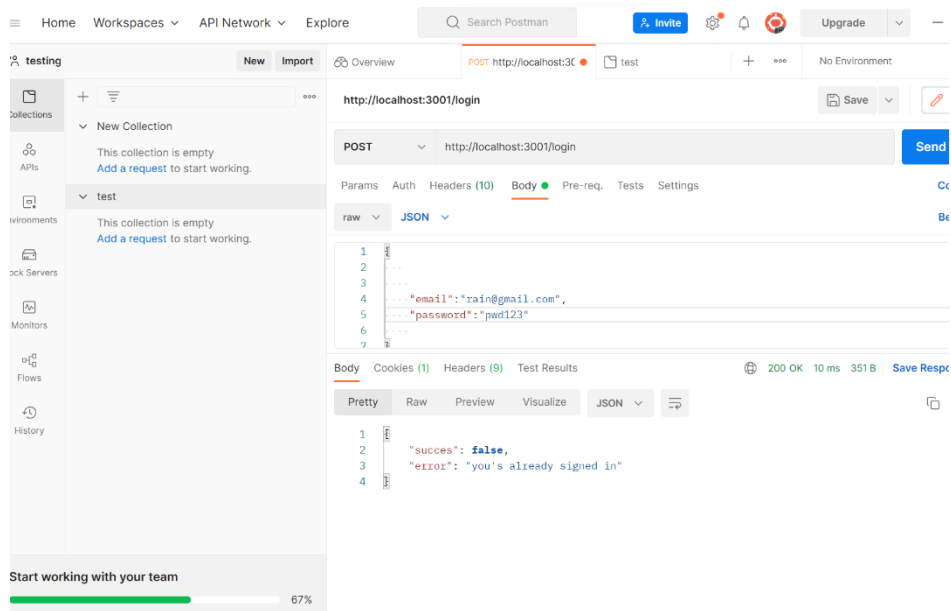 Home Workspaces API Network Explore Search Postman Invite Upgrade
testing New Import Overview POST http://localhost:3( test No Environment
Collections
http://localhost:3001/login Save
New Collection
This collection is empty
Add a request to start working.
POST http://localhost:3001/login Send
APIs
Params Auth Headers (10) Body Pre-req. Tests Settings Co
test
raw JSON Be
This collection is empty
Add a request to start working.
vironments
1 {
2
3
4 "email":"rain@gmail.com",
5 "password":"pwd123"
6
7 }
ock Servers
Monitors
Flows
History
Body Cookies (1) Headers (9) Test Results 200 OK 10 ms 351 B Save Respo
Pretty Raw Preview Visualize JSON
1 {
2 "succes": false,
3 "error": "you's already signed in"
4 }
Start working with your team
67%